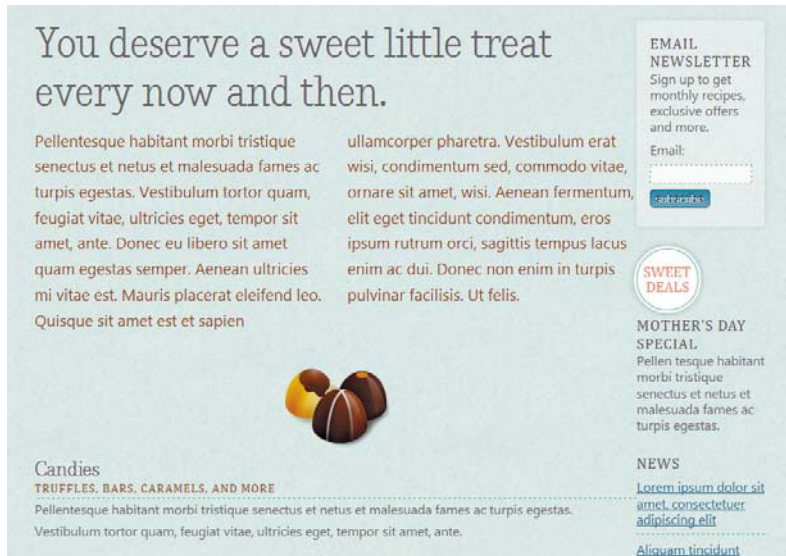 You deserve a sweet little treat
every now and then.
Pellentesque habitant morbi tristique
senectus et netus et malesuada fames ac
turpis egestas. Vestibulum tortor quam,
feugiat vitae, ultricies eget, tempor sit
amet, ante. Donec eu libero sit amet
quam egestas semper. Aenean ultricies
mi vitae est. Mauris placerat eleifend leo.
Quisque sit amet est et sapien
ullamcorper pharetra. Vestibulum erat
wisi, condimentum sed, commodo vitae,
ornare sit amet, wisi. Aenean fermentum,
elit eget tincidunt condimentum, eros
ipsum rutrum orci, sagittis tempus lacus
enim ac dui. Donec non enim in turpis
pulvinar facilisis. Ut felis.
Candies
TRUFFLES, BARS, CARAMELS, AND MORE
Pellentesque habitant morbi tristique senectus et netus et malesuada fames ac turpis egestas.
Vestibulum tortor quam, feugiat vitae, ultricies eget, tempor sit amet, ante.
EMAIL
NEWSLETTER
Sign up to get
monthly recipes,
exclusive offers
and more.
Email:
subscribe
SWEET
DEALS
MOTHER'S DAY
SPECIAL
Pellen tesque habitant
morbi tristique
senectus et netus et
malesuada fames ac
turpis egestas.
NEWS
Lorem ipsum dolor sit
amet, consectetuer
adipiscing elit
Aliquam tincidunt